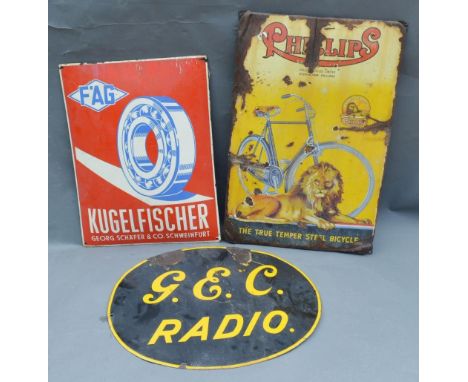 FAG
KUGELFISCHER
GEORG SCHÄFER & CO. SCHWEINFURT
PHILLIPS
THE TRUE TEMPER STEEL BICYCLE
G.E.C.
RADIO.